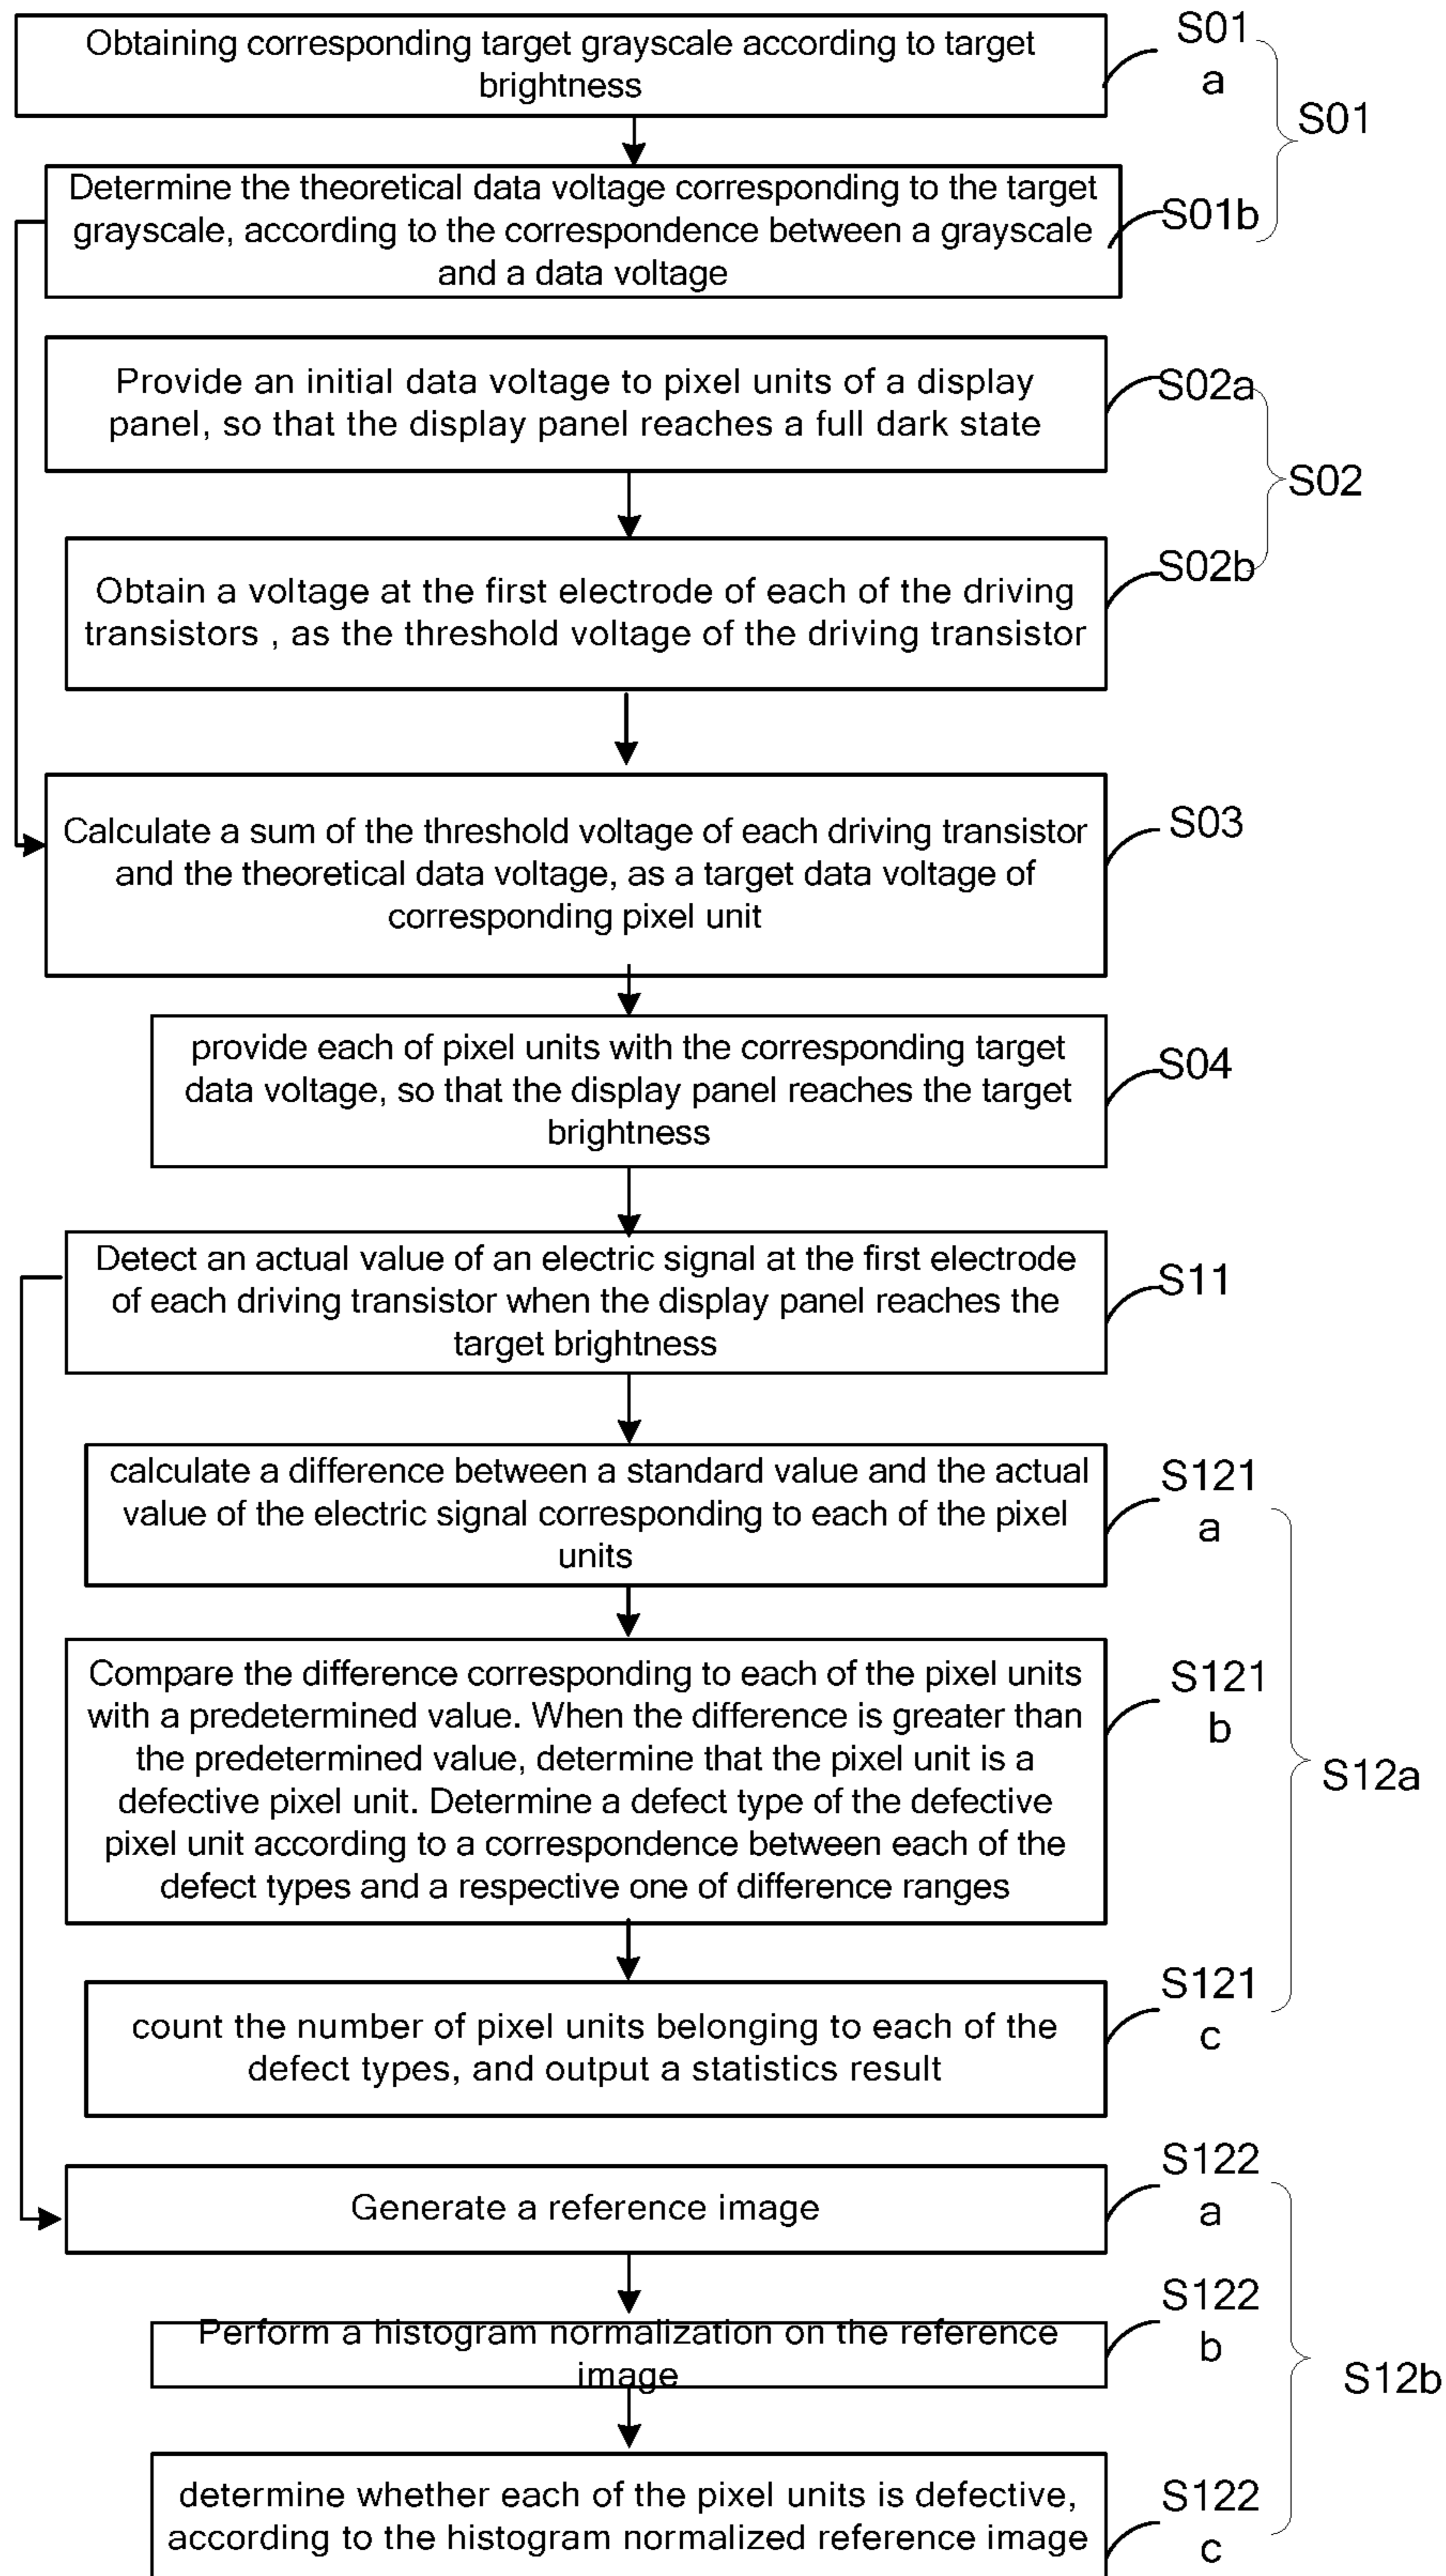 Obtaining corresponding target grayscale according to target
brightness
S01
a
S01
Determine the theoretical data voltage corresponding to the target
grayscale, according to the correspondence between a grayscale
and a data voltage
S01b
Provide an initial data voltage to pixel units of a display
panel, so that the display panel reaches a full dark state
S02a
S02
Obtain a voltage at the first electrode of each of the driving
transistors , as the threshold voltage of the driving transistor
S02b
Calculate a sum of the threshold voltage of each driving transistor
and the theoretical data voltage, as a target data voltage of
corresponding pixel unit
S03
provide each of pixel units with the corresponding target
data voltage, so that the display panel reaches the target
brightness
S04
Detect an actual value of an electric signal at the first electrode
of each driving transistor when the display panel reaches the
target brightness
S11
calculate a difference between a standard value and the actual
value of the electric signal corresponding to each of the pixel
units
S121
a
Compare the difference corresponding to each of the pixel units
with a predetermined value. When the difference is greater than
the predetermined value, determine that the pixel unit is a
defective pixel unit. Determine a defect type of the defective
pixel unit according to a correspondence between each of the
defect types and a respective one of difference ranges
S121
b
S12a
count the number of pixel units belonging to each of the
defect types, and output a statistics result
S121
c
Generate a reference image
S122
a
Perform a histogram normalization on the reference
image
S122
b
S12b
determine whether each of the pixel units is defective,
according to the histogram normalized reference image
S122
c